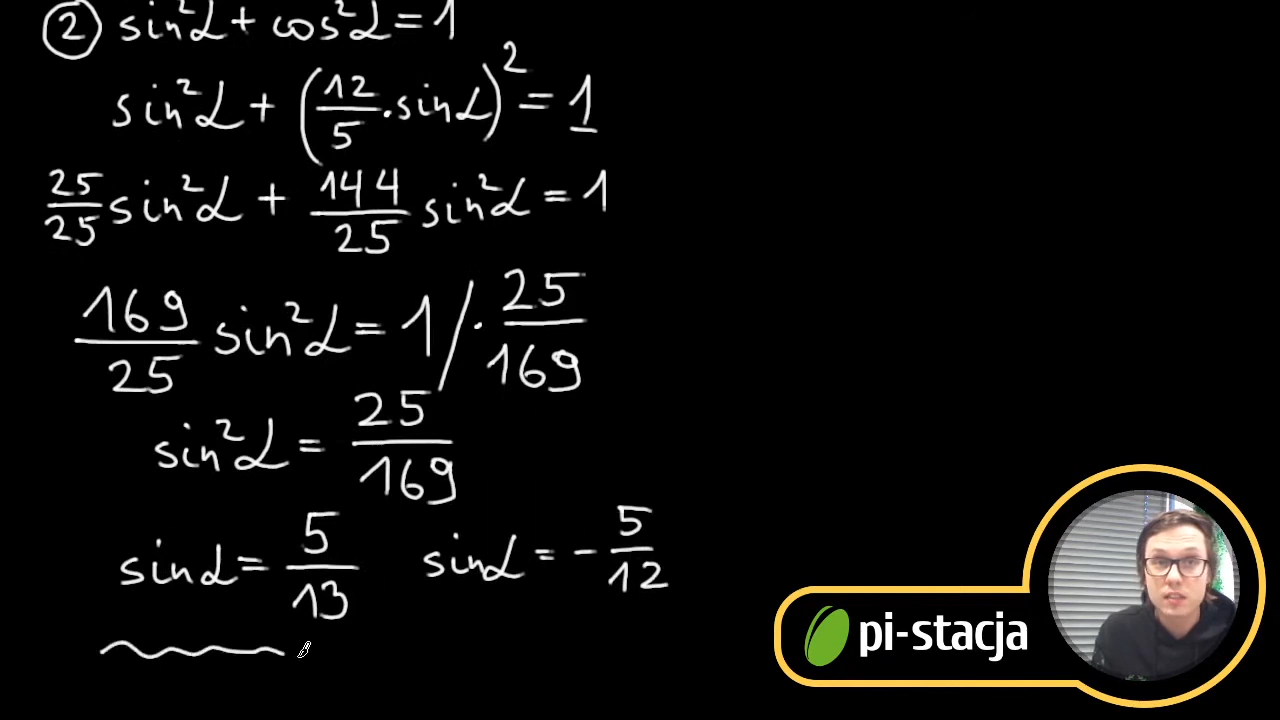 ② sin²α + cos²α = 1
sin²α + (12/5 · sinα)² = 1
25/25 sin²α + 144/25 sin²α = 1
169/25 sin²α = 1 / · 25/169
sin²α = 25/169
sinα = 5/13 sinα = - 5/12
pi-stacja